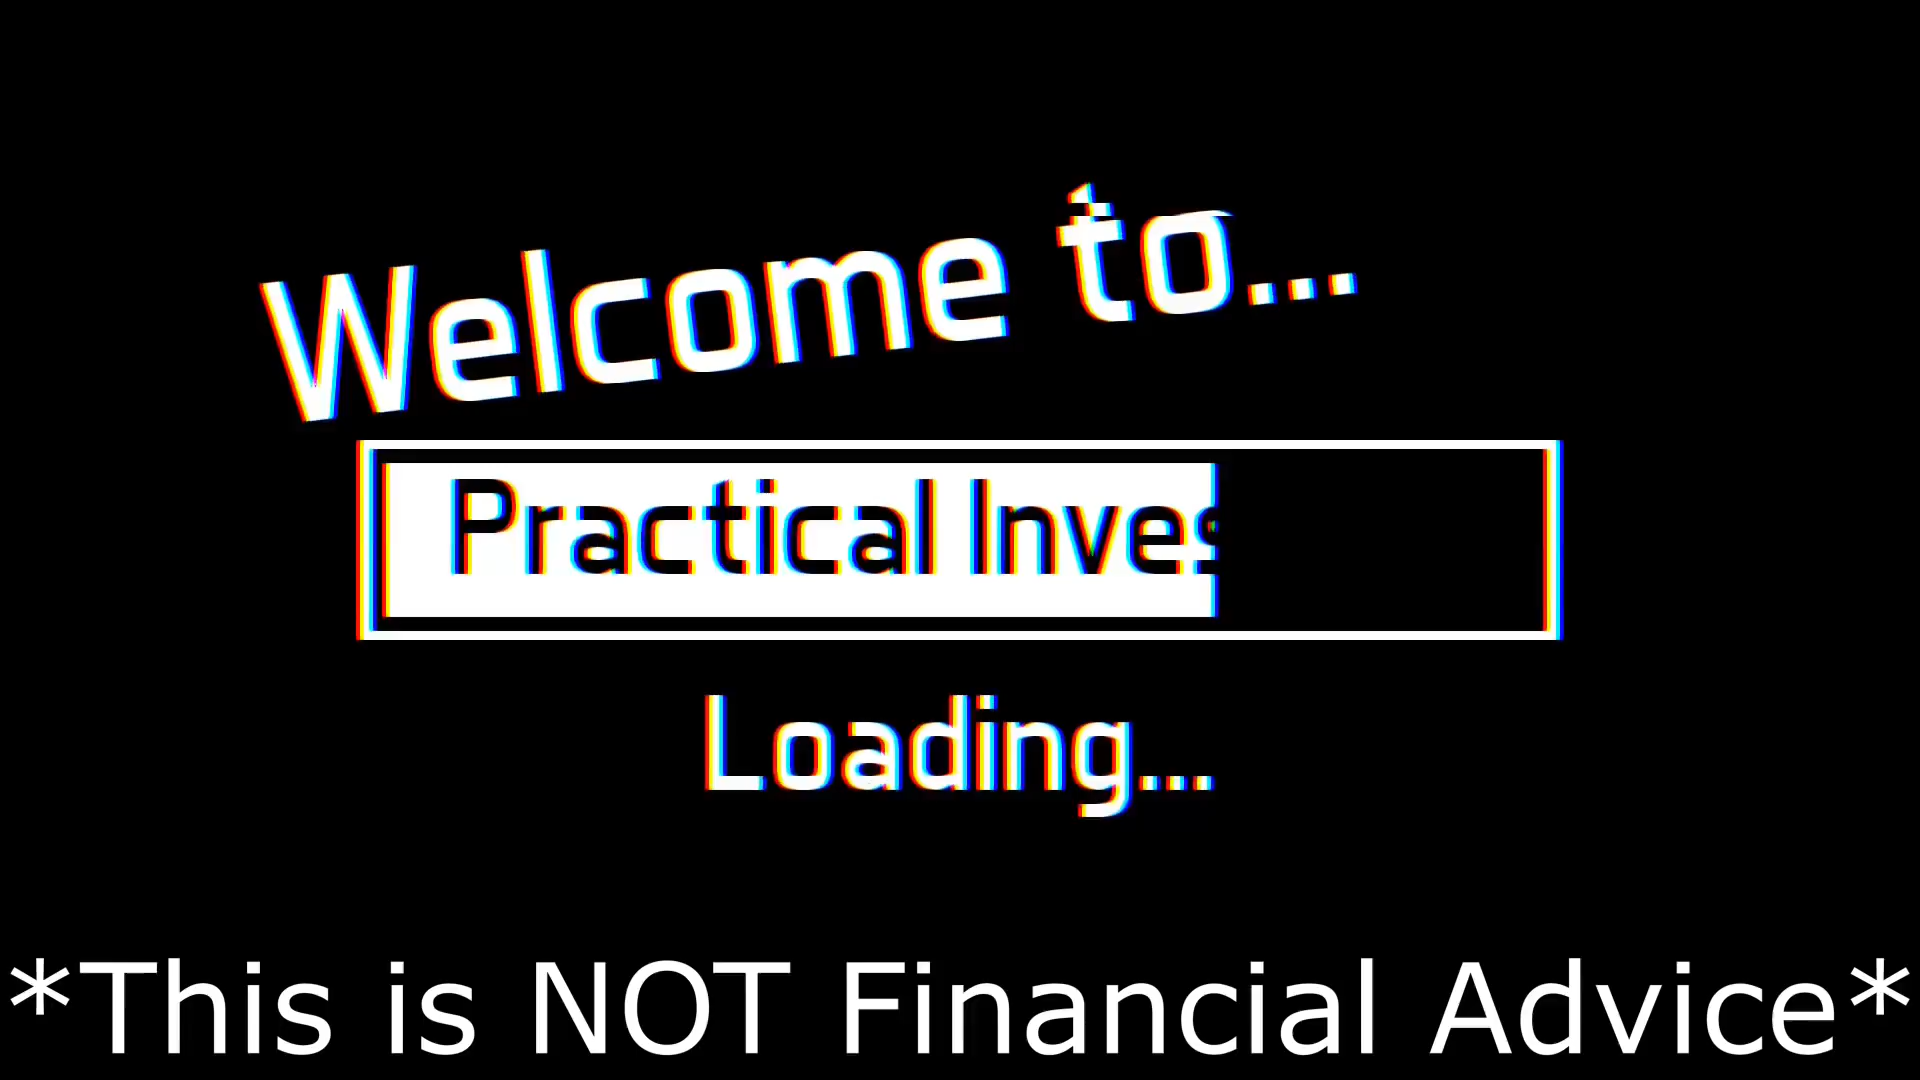 Welcome to...
Practical Inves
Loading...
*This is NOT Financial Advice*